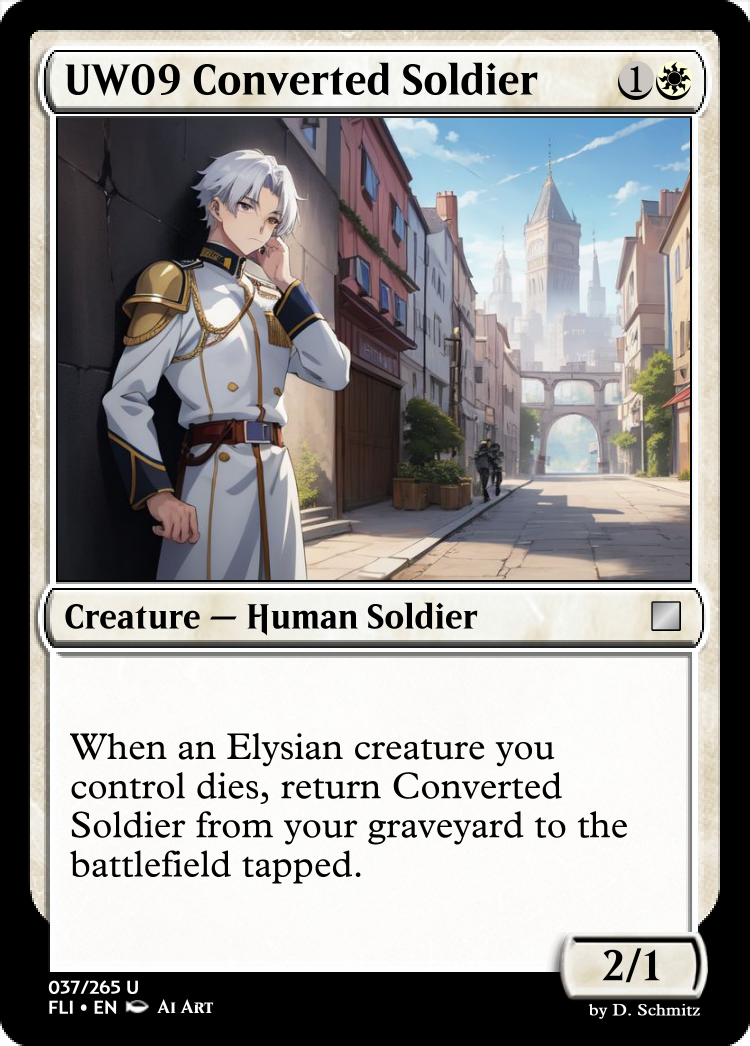 UW09 Converted Soldier 1
Creature — Human Soldier
When an Elysian creature you
control dies, return Converted
Soldier from your graveyard to the
battlefield tapped.
2/1
037/265 U
FLI • EN AI ART
by D. Schmitz